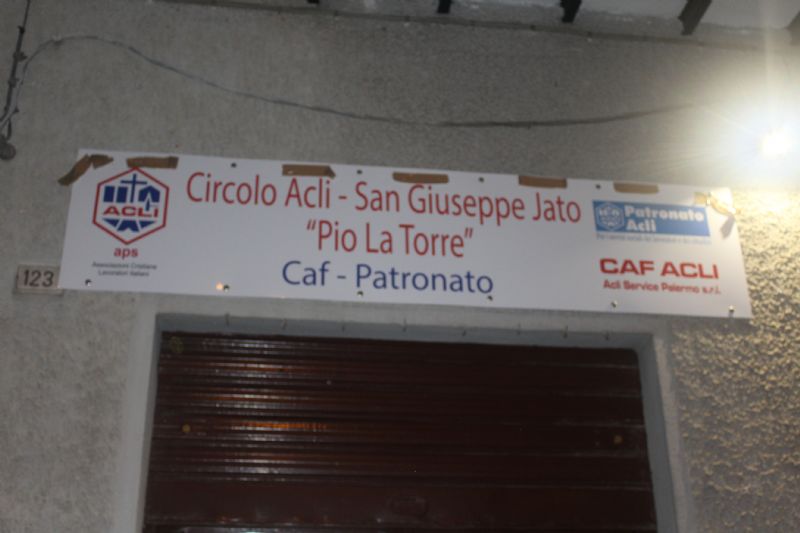 ACLI
aps
Associazioni Cristiane
Lavoratori Italiani
123
Circolo Acli - San Giuseppe Jato
"Pio La Torre"
Caf - Patronato
Patronato
Acli
CAF ACLI
Acli Service Palermo s.r.l.